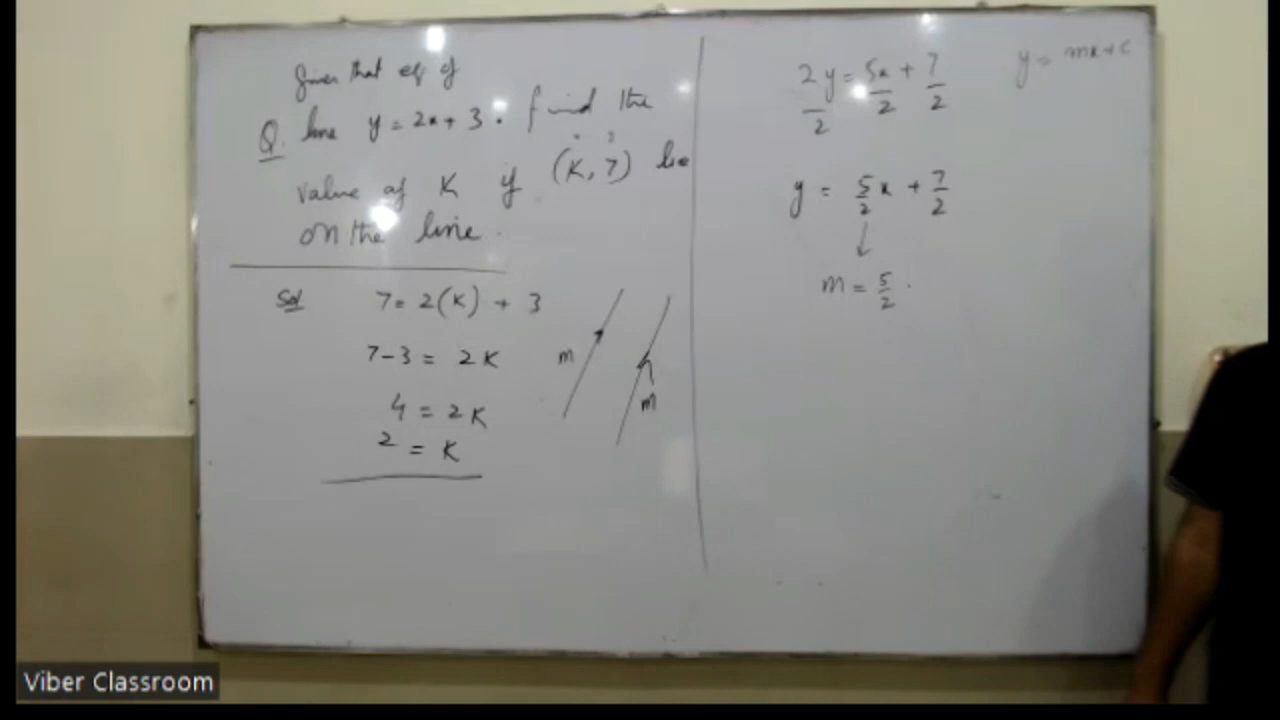 Given that eq of
Q. line y = 2x + 3 . find the
value of K if (K, 7) lie
on the line.
Sol 7 = 2(K) + 3
7-3 = 2K
4 = 2K
2 = K
m
m
y = mx+c
2y/2 = 5x/2 + 7/2
y = 5/2 x + 7/2
m = 5/2 .
Viber Classroom